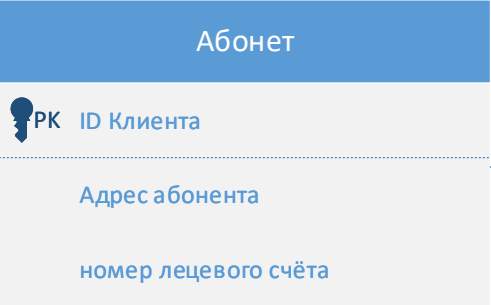 Абонет
PK ID Клиента
Адрес абонента
номер лецевого счёта